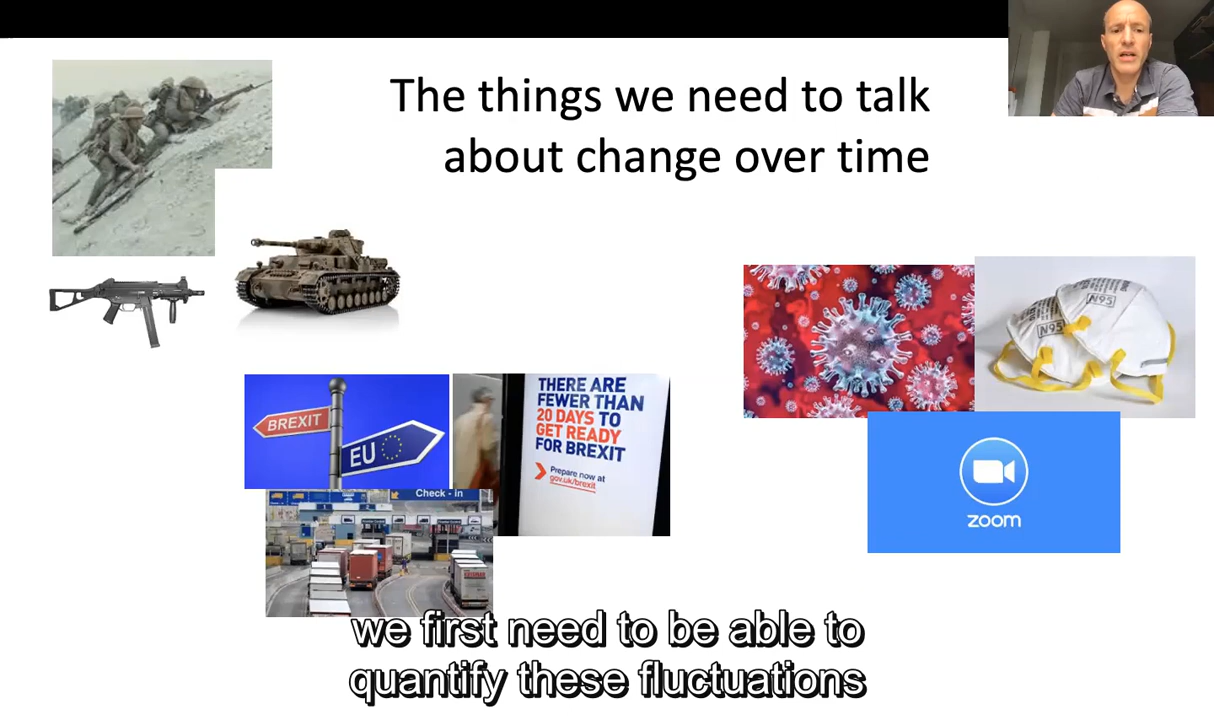 The things we need to talk
about change over time
BREXIT
EU
THERE ARE
FEWER THAN
20 DAYS TO
GET READY
FOR BREXIT
Prepare now at
gov.uk/brexit
N95
N95
Check - in
zoom
we first need to be able to
quantify these fluctuations